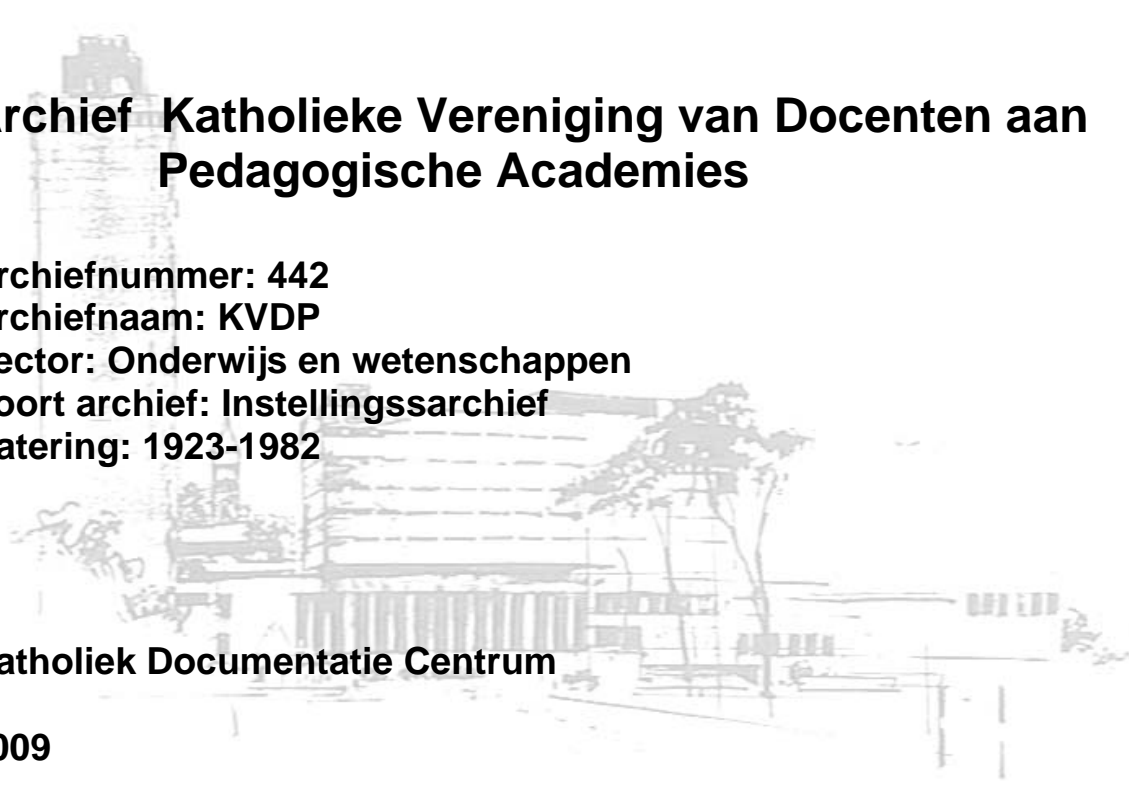 rchief Katholieke Vereniging van Docenten aan
Pedagogische Academies
rchiefnummer: 442
rchiefnaam: KVDP
ector: Onderwijs en wetenschappen
oort archief: Instellingssarchief
atering: 1923-1982
atholiek Documentatie Centrum
009